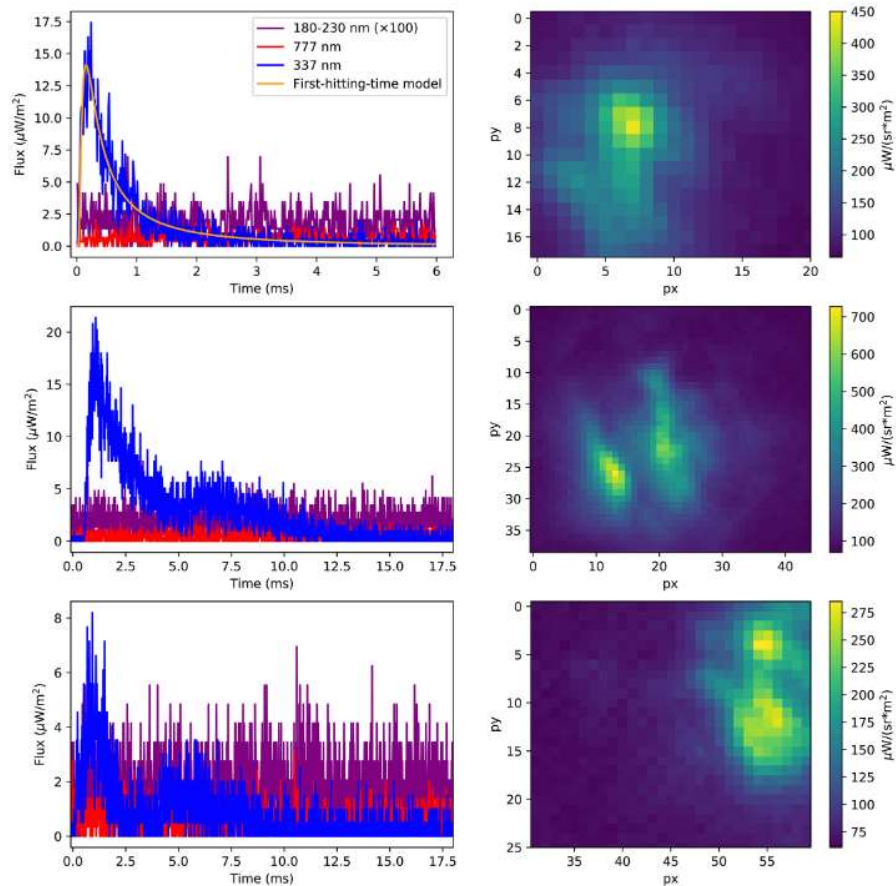 17.5
15.0
12.5
10.0
7.5
5.0
2.5
0.0
Flux (μW/m²)
180-230 nm (×100)
777 nm
337 nm
First-hitting-time model
0 1 2 3 4 5 6
Time (ms)
0
2
4
6
8
10
12
14
16
py
0 5 10 15 20
px
450
400
350
300
250
200
150
100
μW/(sr*m²)
20
15
10
5
0
Flux (μW/m²)
0.0 2.5 5.0 7.5 10.0 12.5 15.0 17.5
Time (ms)
0
5
10
15
20
25
30
35
py
0 10 20 30 40
px
700
600
500
400
300
200
100
μW/(sr*m²)
8
6
4
2
0
Flux (μW/m²)
0.0 2.5 5.0 7.5 10.0 12.5 15.0 17.5
Time (ms)
0
5
10
15
20
25
py
35 40 45 50 55
px
275
250
225
200
175
150
125
100
75
μW/(sr*m²)